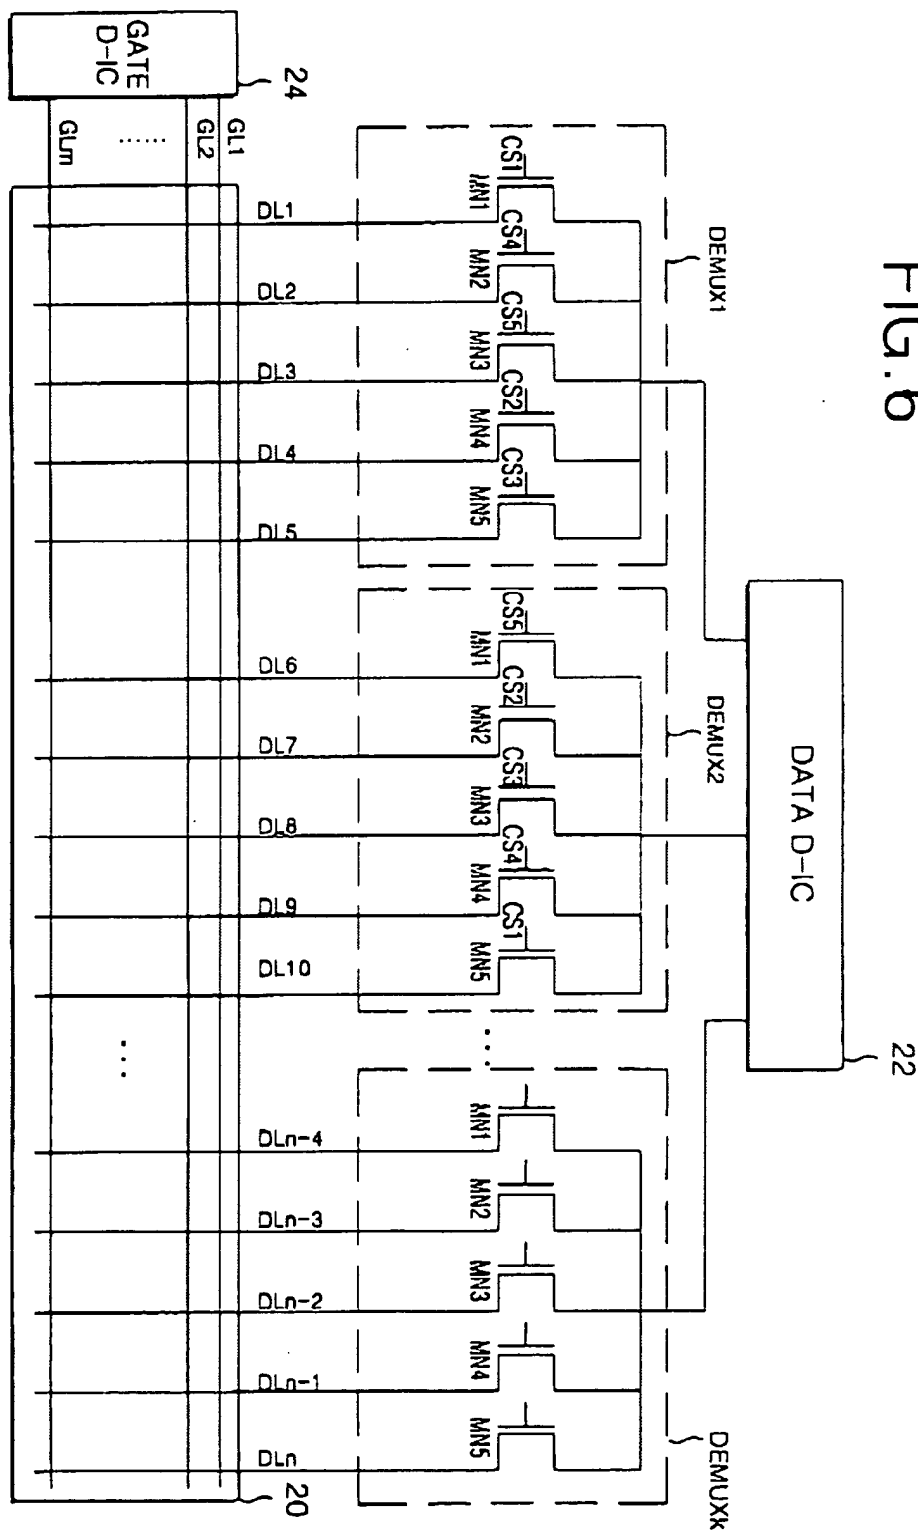 FIG. 6
DATA D-IC
22
DEMUX1
DEMUX2
DEMUXk
CS1
CS4
CS5
CS2
CS3
MN1
MN2
MN3
MN4
MN5
CS5
CS2
CS3
CS4
CS1
MN1
MN2
MN3
MN4
MN5
...
MN1
MN2
MN3
MN4
MN5
GATE
D-IC
24
DL1
DL2
DL3
DL4
DL5
DL6
DL7
DL8
DL9
DL10
DLn-4
DLn-3
DLn-2
DLn-1
DLn
GL1
GL2
......
GLm
...
20